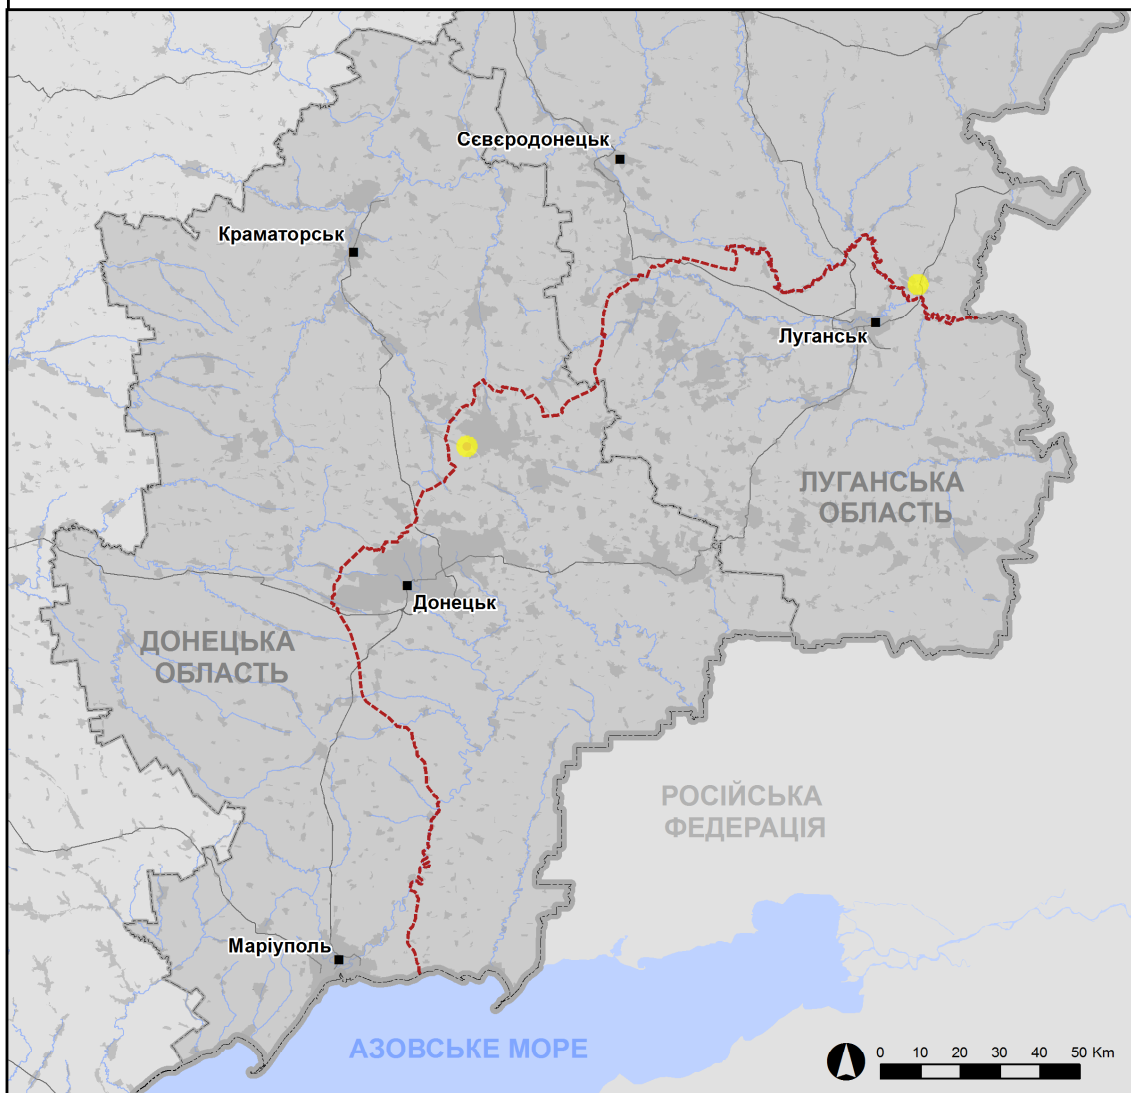 Сєвєродонецьк
Краматорськ
Луганськ
ЛУГАНСЬКА
ОБЛАСТЬ
Донецьк
ДОНЕЦЬКА
ОБЛАСТЬ
РОСІЙСЬКА
ФЕДЕРАЦІЯ
Маріуполь
АЗОВСЬКЕ МОРЕ
0 10 20 30 40 50 Km